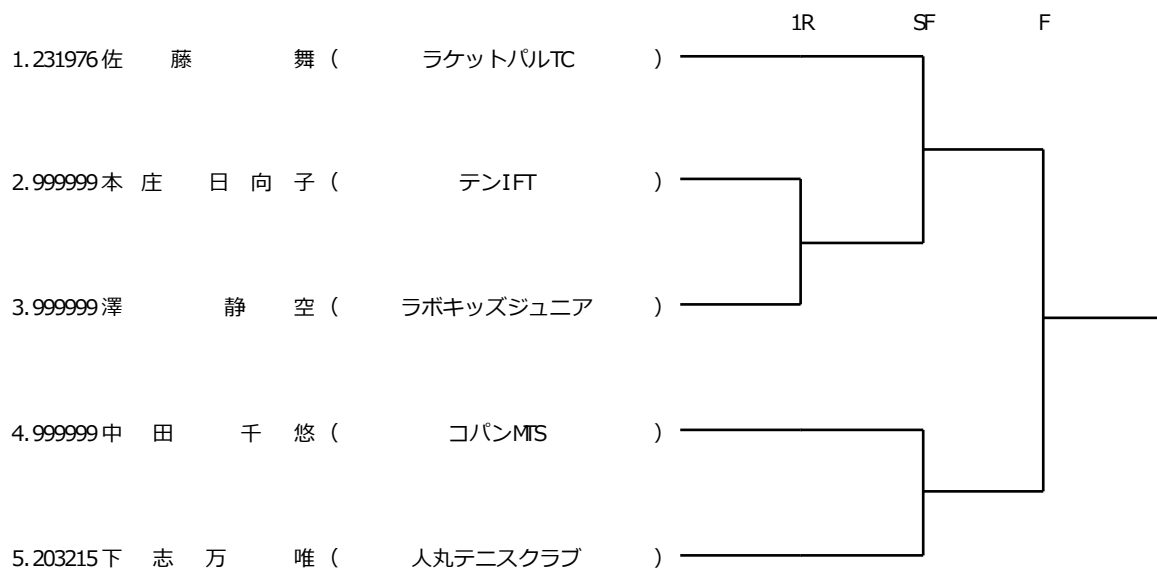 1R SF F
1.231976 佐藤 舞 ( ラケットパルTC )
2.999999 本庄 日向子 ( テンIFT )
3.999999 澤 静空 ( ラボキッズジュニア )
4.999999 中田 千悠 ( コパンMTS )
5.203215 下志万 唯 ( 人丸テニスクラブ )